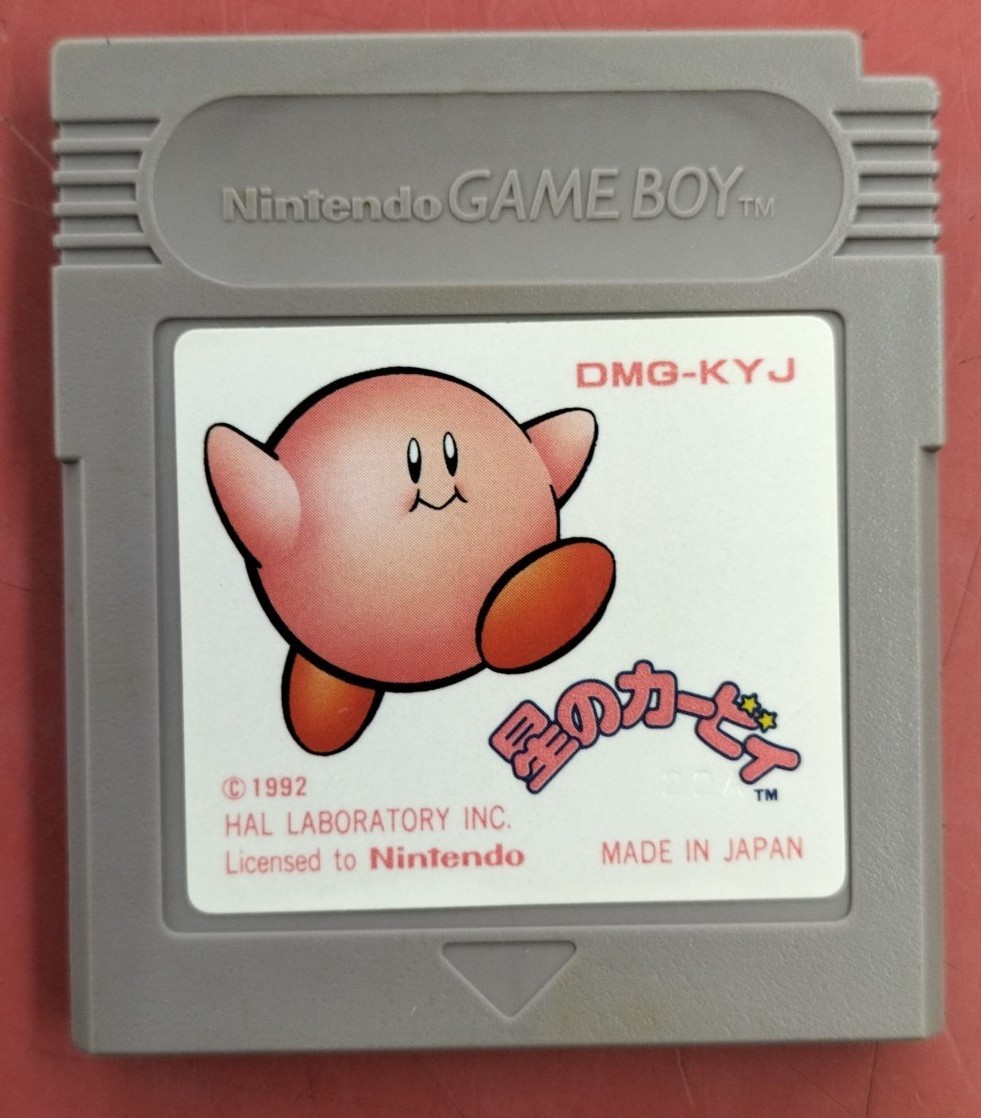 Nintendo GAME BOY™
DMG-KYJ
星のカービィ
™
©1992
HAL LABORATORY INC.
Licensed to Nintendo
MADE IN JAPAN